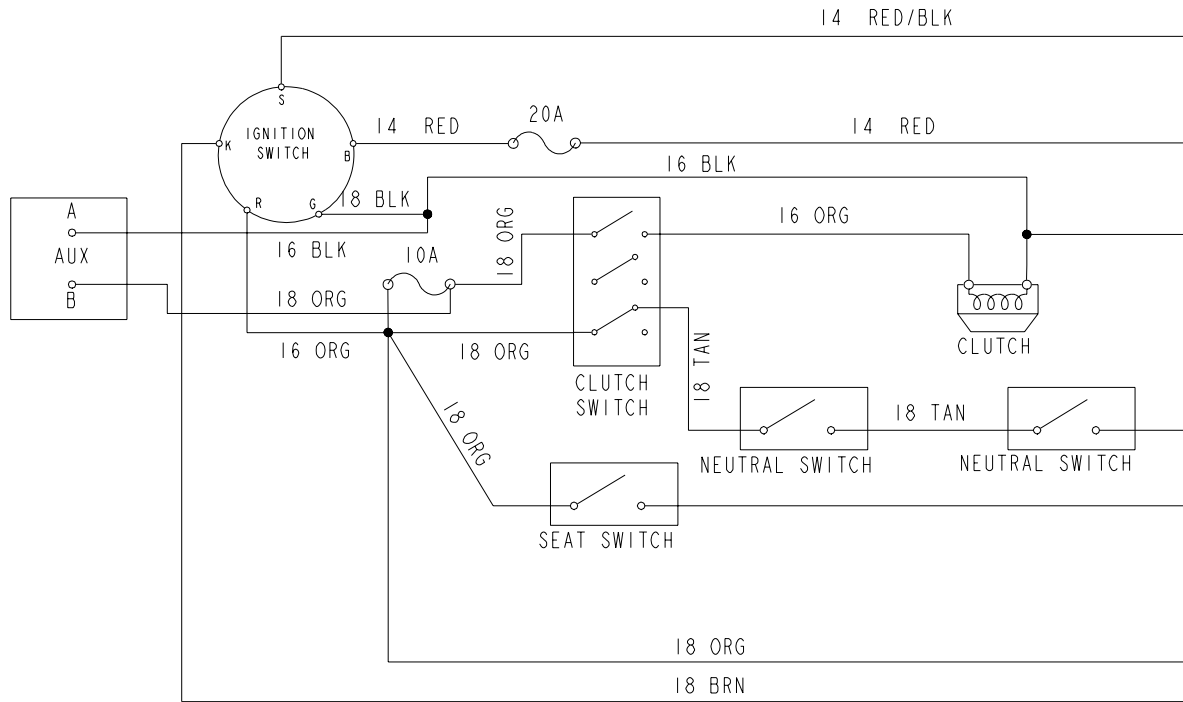 14 RED/BLK
S
IGNITION
SWITCH
K
B
R
G
14 RED
20A
14 RED
16 BLK
18 BLK
A
AUX
B
16 BLK
10A
18 ORG
18 ORG
16 ORG
16 ORG
18 ORG
CLUTCH
SWITCH
18 TAN
CLUTCH
18 TAN
NEUTRAL SWITCH
NEUTRAL SWITCH
18 ORG
SEAT SWITCH
18 ORG
18 BRN